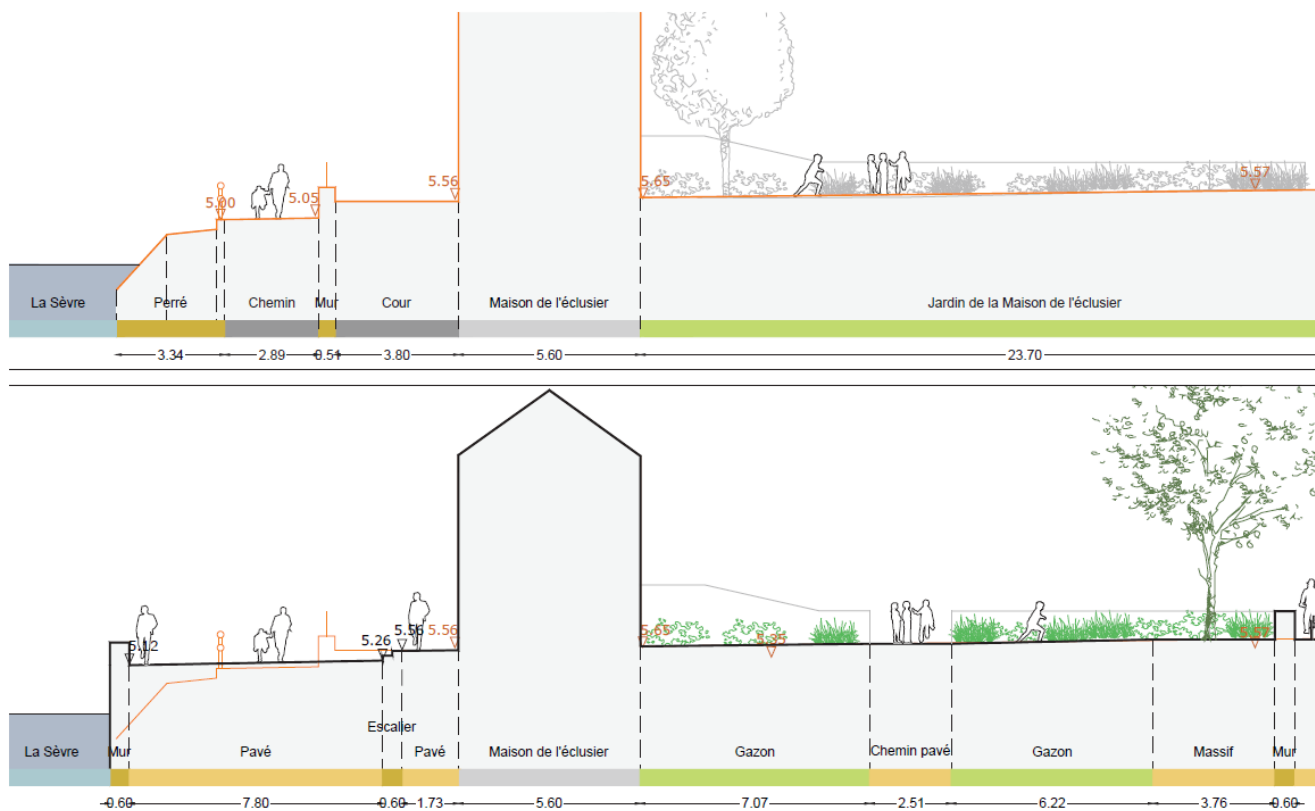 5.00
5.05
5.56
5.65
5.57
La Sèvre Perré Chemin Mur Cour Maison de l'éclusier Jardin de la Maison de l'éclusier
3.34 2.89 0.51 3.80 5.60 23.70
5.12
5.26
5.56
5.56
5.65
5.35
5.57
Escalier
La Sèvre Mur Pavé Pavé Maison de l'éclusier Gazon Chemin pavé Gazon Massif Mur
0.60 7.80 0.60 1.73 5.60 7.07 2.51 6.22 3.76 0.60